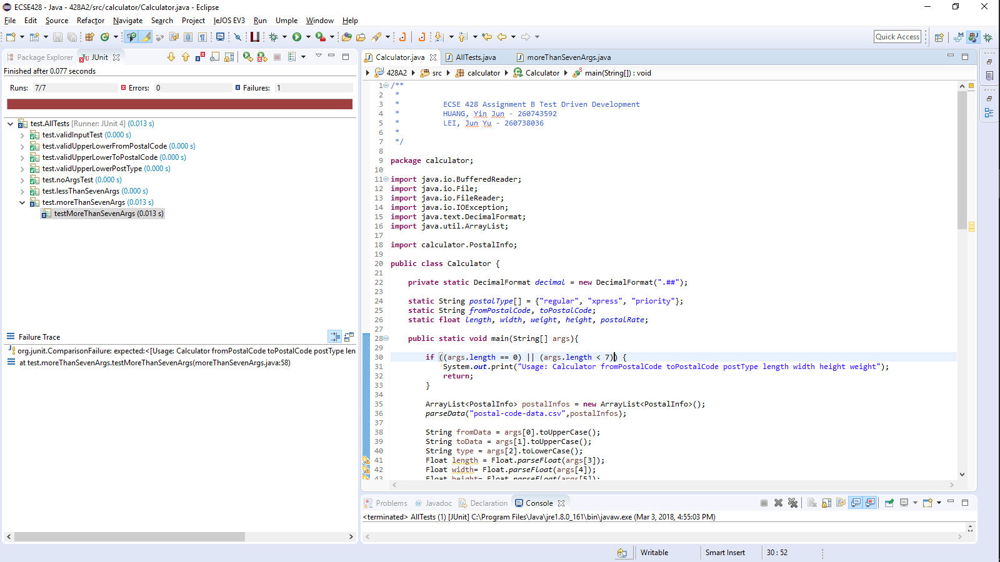 ECSE428 - Java - 428A2/src/calculator/Calculator.java - Eclipse
File Edit Source Refactor Navigate Search Project leJOS EV3 Run Umple Window Help
Quick Access
Package Explorer JUnit
Finished after 0.077 seconds
Runs: 7/7 Errors: 0 Failures: 1
test.AllTests [Runner: JUnit 4] (0.013 s)
test.validInputTest (0.000 s)
test.validUpperLowerFromPostalCode (0.000 s)
test.validUpperLowerToPostalCode (0.000 s)
test.validUpperLowerPostType (0.000 s)
test.noArgsTest (0.000 s)
test.lessThanSevenArgs (0.000 s)
test.moreThanSevenArgs (0.013 s)
testMoreThanSevenArgs (0.013 s)
Failure Trace
org.junit.ComparisonFailure: expected:<[Usage: Calculator fromPostalCode toPostalCode postType len
at test.moreThanSevenArgs.testMoreThanSevenArgs(moreThanSevenArgs.java:58)
Calculator.java AllTests.java moreThanSevenArgs.java
428A2 src calculator Calculator main(String[]) : void
1 /**
2 *
3 * ECSE 428 Assignment B Test Driven Development
4 * HUANG, Yin Jun - 260743592
5 * LEI, Jun Yu - 260738036
6 *
7 */
8
9 package calculator;
10
11 import java.io.BufferedReader;
12 import java.io.File;
13 import java.io.FileReader;
14 import java.io.IOException;
15 import java.text.DecimalFormat;
16 import java.util.ArrayList;
17
18 import calculator.PostalInfo;
19
20 public class Calculator {
21
22 private static DecimalFormat decimal = new DecimalFormat(".##");
23
24 static String postalType[] = {"regular", "xpress", "priority"};
25 static String fromPostalCode, toPostalCode;
26 static float length, width, weight, height, postalRate;
27
28 public static void main(String[] args){
29
30 if ((args.length == 0) || (args.length < 7)) {
31 System.out.print("Usage: Calculator fromPostalCode toPostalCode postType length width height weight");
32 return;
33 }
34
35 ArrayList<PostalInfo> postalInfos = new ArrayList<PostalInfo>();
36 parseData("postal-code-data.csv",postalInfos);
37
38 String fromData = args[0].toUpperCase();
39 String toData = args[1].toUpperCase();
40 String type = args[2].toLowerCase();
41 Float length = Float.parseFloat(args[3]);
42 Float width= Float.parseFloat(args[4]);
43 Float height= Float.parseFloat(args[5]);
Problems @ Javadoc Declaration Console
<terminated> AllTests (1) [JUnit] C:\Program Files\Java\jre1.8.0_161\bin\javaw.exe (Mar 3, 2018, 4:55:03 PM)
Writable Smart Insert 30 : 52